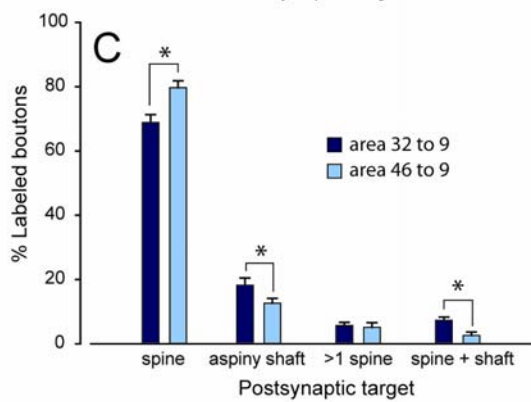 C
100
80
60
40
20
0
% Labeled boutons
*
*
*
area 32 to 9
area 46 to 9
spine aspiny shaft >1 spine spine + shaft
Postsynaptic target